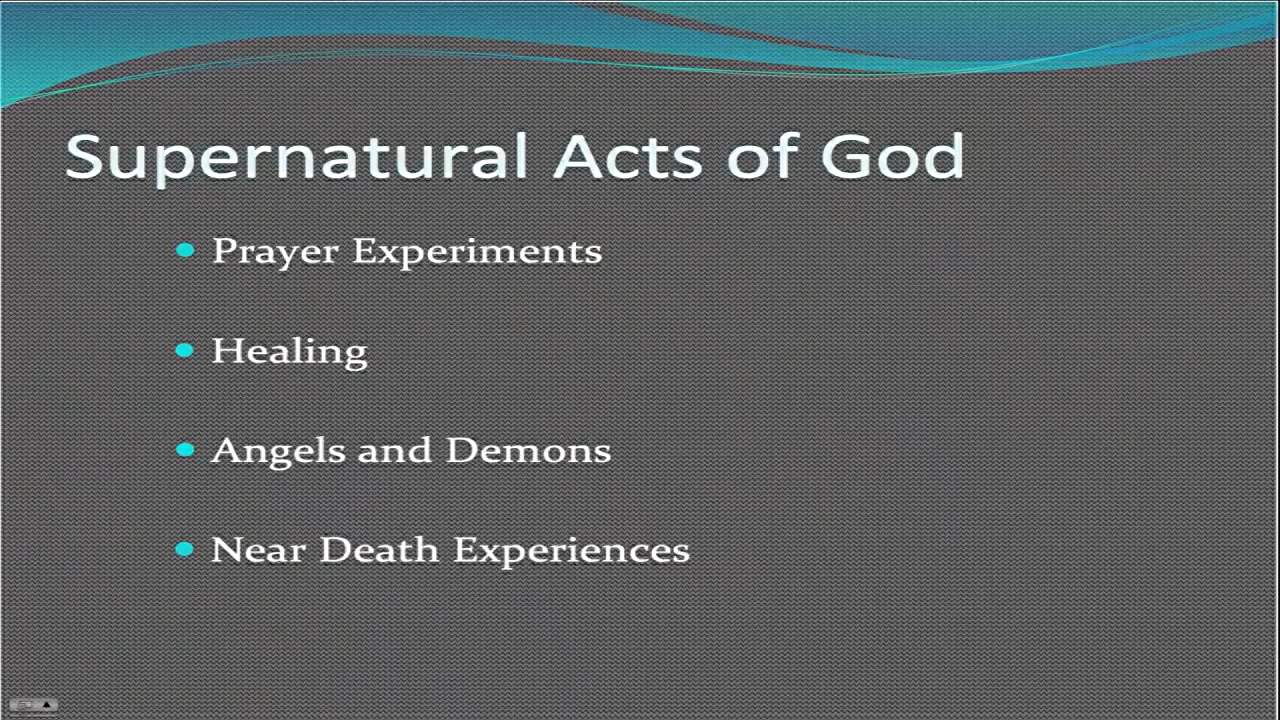 Supernatural Acts of God
Prayer Experiments
Healing
Angels and Demons
Near Death Experiences